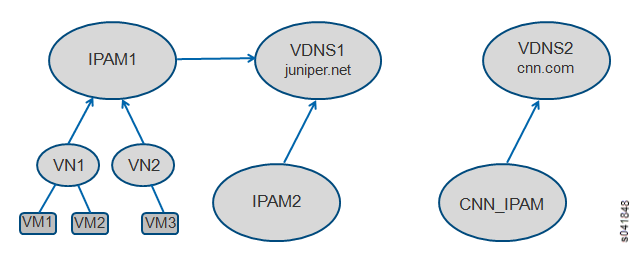 IPAM1
VDNS1
juniper.net
VDNS2
cnn.com
VN1
VN2
IPAM2
CNN_IPAM
VM1
VM2
VM3
s041848